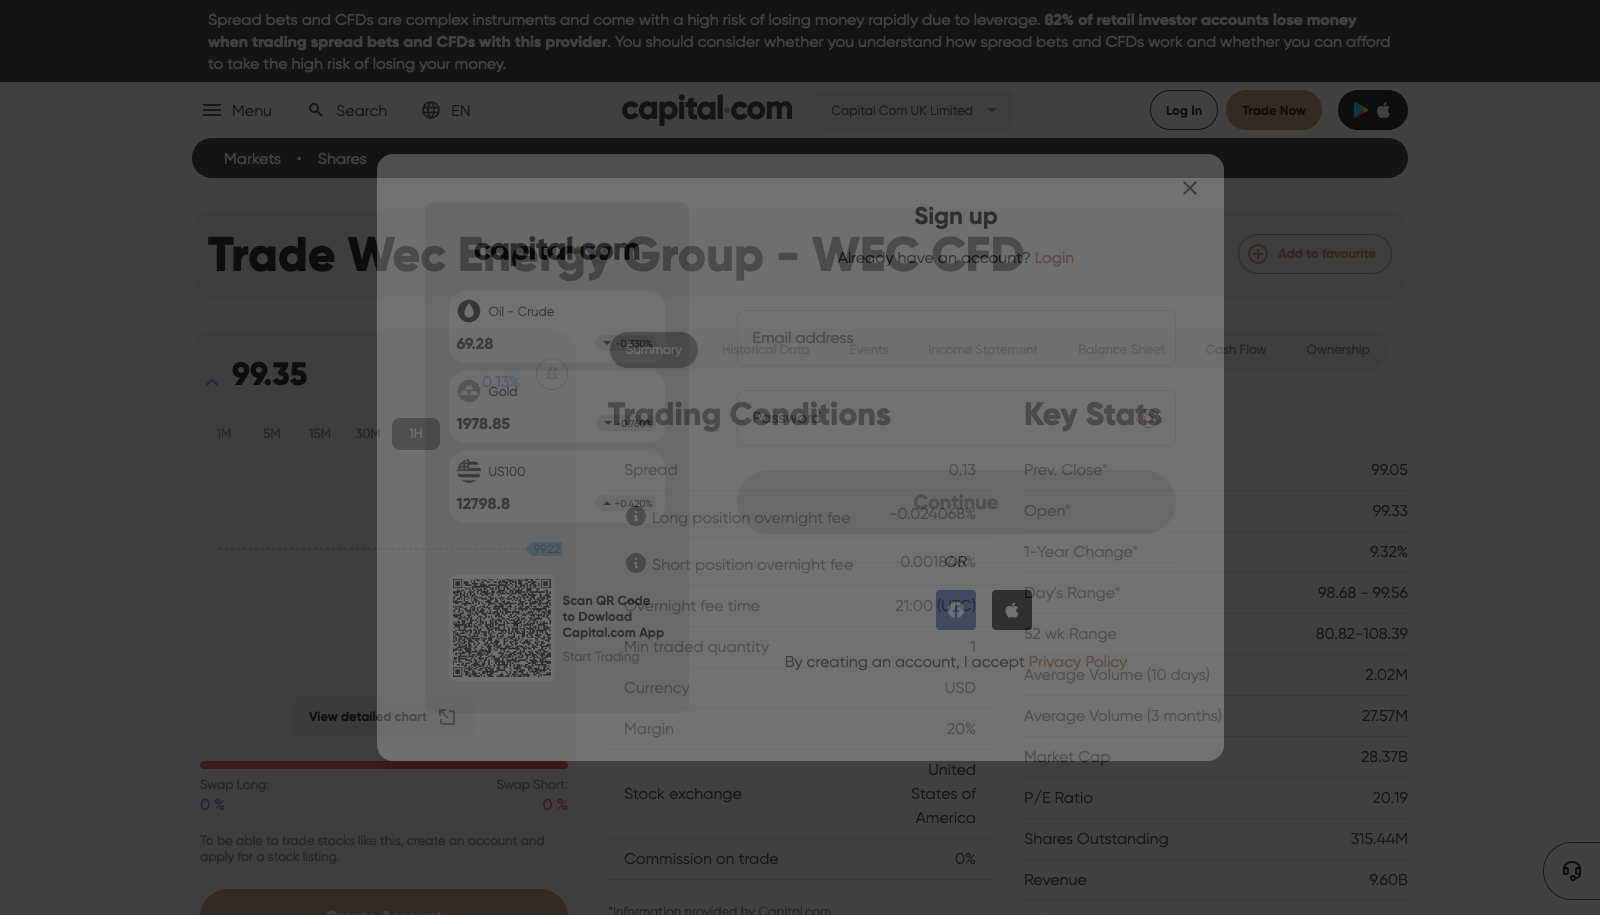 Spread bets and CFDs are complex instruments and come with a high risk of losing money rapidly due to leverage. 82% of retail investor accounts lose money
when trading spread bets and CFDs with this provider. You should consider whether you understand how spread bets and CFDs work and whether you can afford
to take the high risk of losing your money.
Menu Search EN capital.com Capital Com UK Limited Log In Trade Now
Markets • Shares
Trade Wec Energy Group - WEC CFD
Add to favourite
99.35
0.13%
1M 5M 15M 30M 1H
99.22
View detailed chart
Swap Long: Swap Short:
0 % 0 %
To be able to trade stocks like this, create an account and
apply for a stock listing.
Create Account
Summary Historical Data Events Income Statement Balance Sheet Cash Flow Ownership
Trading Conditions
Spread 0.13
Long position overnight fee -0.024068%
Short position overnight fee
Overnight fee time 21:00 (UTC)
Min traded quantity 1
Currency USD
Margin 20%
Stock exchange United
States of
America
Commission on trade 0%
*Information provided by Capital.com
Key Stats
Prev. Close* 99.05
Open* 99.33
1-Year Change* 9.32%
Day's Range* 98.68 - 99.56
52 wk Range 80.82-108.39
Average Volume (10 days) 2.02M
Average Volume (3 months) 27.57M
Market Cap 28.37B
P/E Ratio 20.19
Shares Outstanding 315.44M
Revenue 9.60B
capital.com
Oil - Crude
69.28 -0.330%
Gold
1978.85
US100
12798.8 +0.420%
Scan QR Code
to Dowload
Capital.com App
Start Trading
Sign up
Already have an account? Login
Email address
Password
Continue
OR
By creating an account, I accept Privacy Policy